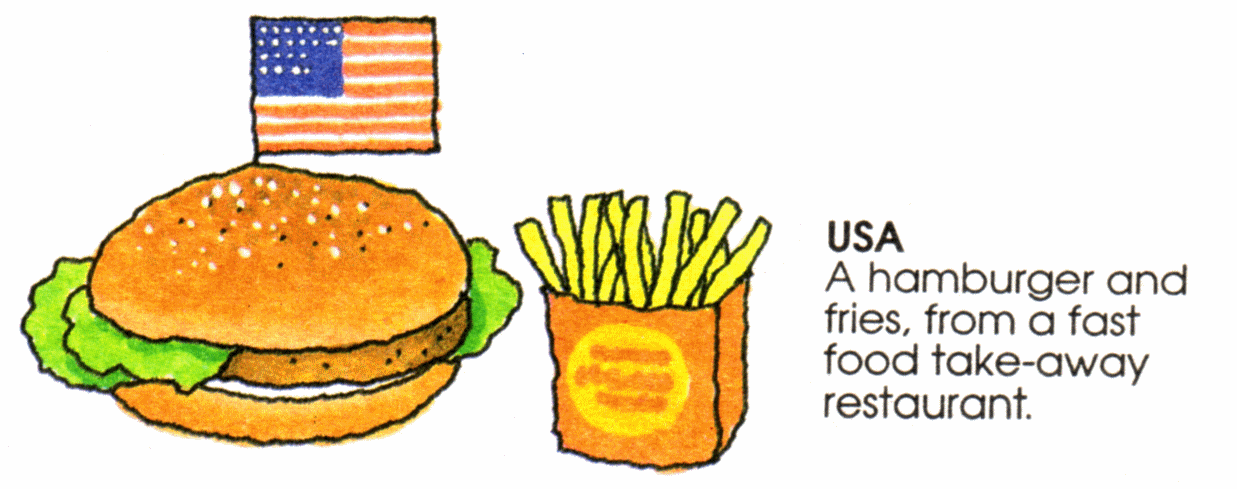 USA
A hamburger and
fries, from a fast
food take-away
restaurant.